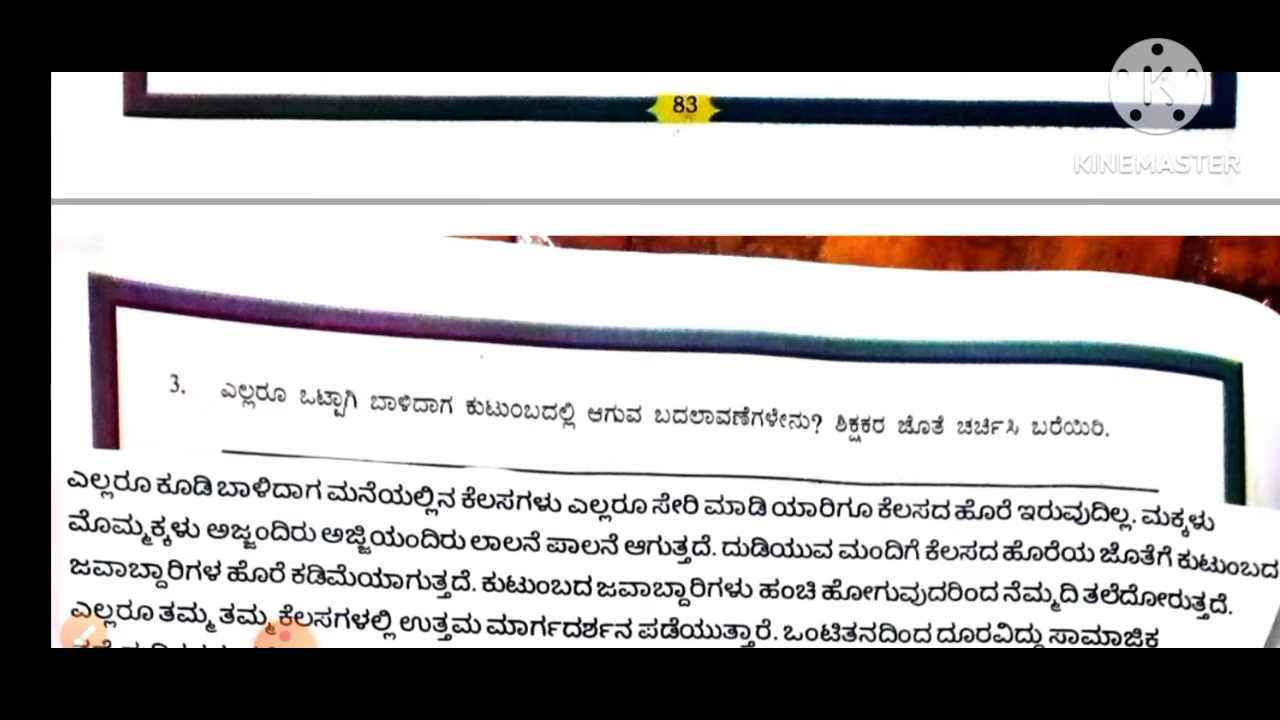 83
KINEMASTER
3. ಎಲ್ಲರೂ ಒಟ್ಟಾಗಿ ಬಾಳಿದಾಗ ಕುಟುಂಬದಲ್ಲಿ ಆಗುವ ಬದಲಾವಣೆಗಳೇನು? ಶಿಕ್ಷಕರ ಜೊತೆ ಚರ್ಚಿಸಿ ಬರೆಯಿರಿ.
ಎಲ್ಲರೂ ಕೂಡಿ ಬಾಳಿದಾಗ ಮನೆಯಲ್ಲಿನ ಕೆಲಸಗಳು ಎಲ್ಲರೂ ಸೇರಿ ಮಾಡಿ ಯಾರಿಗೂ ಕೆಲಸದ ಹೊರೆ ಇರುವುದಿಲ್ಲ. ಮಕ್ಕಳು
ಮೊಮ್ಮಕ್ಕಳು ಅಜ್ಜಂದಿರು ಅಜ್ಜಿಯಂದಿರು ಲಾಲನೆ ಪಾಲನೆ ಆಗುತ್ತದೆ. ದುಡಿಯುವ ಮಂದಿಗೆ ಕೆಲಸದ ಹೊರೆಯ ಜೊತೆಗೆ ಕುಟುಂಬದ
ಜವಾಬ್ದಾರಿಗಳ ಹೊರೆ ಕಡಿಮೆಯಾಗುತ್ತದೆ. ಕುಟುಂಬದ ಜವಾಬ್ದಾರಿಗಳು ಹಂಚಿ ಹೋಗುವುದರಿಂದ ನೆಮ್ಮದಿ ತಲೆದೋರುತ್ತದೆ.
ಎಲ್ಲರೂ ತಮ್ಮ ತಮ್ಮ ಕೆಲಸಗಳಲ್ಲಿ ಉತ್ತಮ ಮಾರ್ಗದರ್ಶನ ಪಡೆಯುತ್ತಾರೆ. ಒಂಟಿತನದಿಂದ ದೂರವಿದ್ದು ಸಾಮಾಜಿಕ